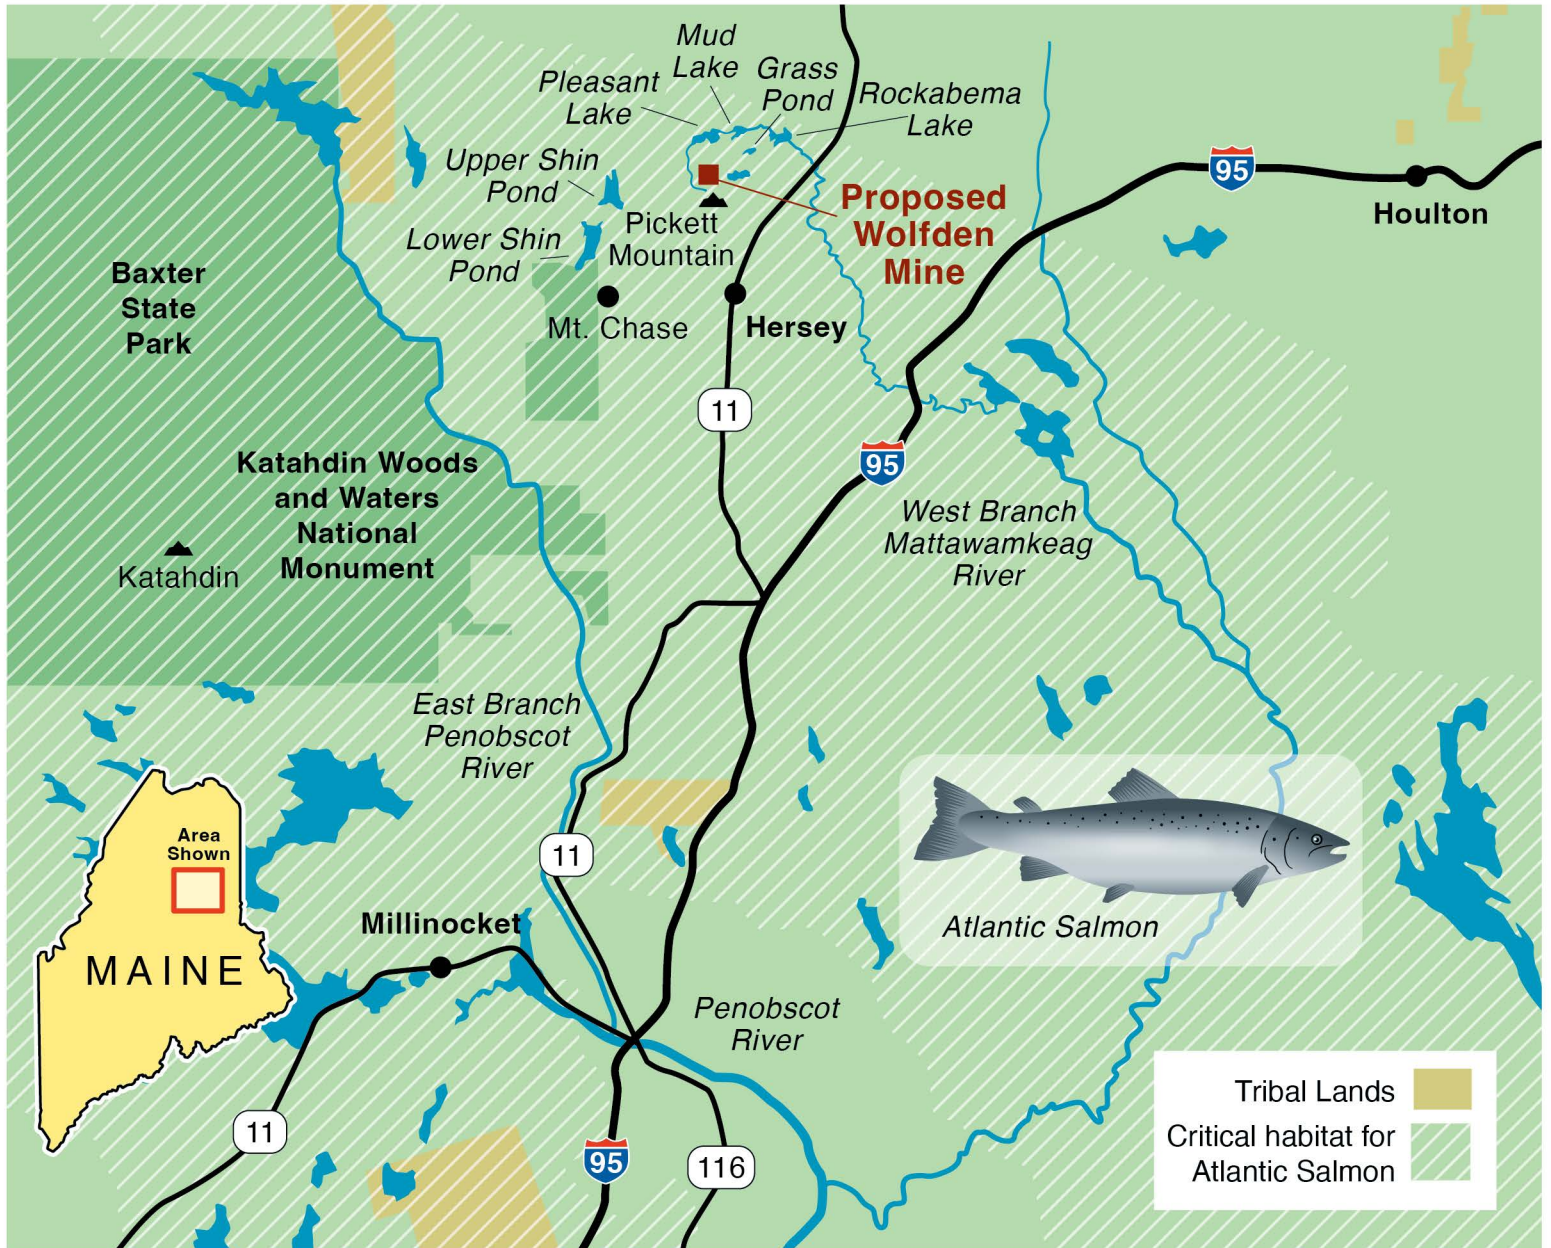 Mud
Lake
Pleasant
Lake
Grass
Pond
Rockabema
Lake
Upper Shin
Pond
Lower Shin
Pond
Pickett
Mountain
Proposed
Wolfden
Mine
95
Houlton
Baxter
State
Park
Mt. Chase
Hersey
11
95
Katahdin Woods
and Waters
National
Monument
Katahdin
West Branch
Mattawamkeag
River
East Branch
Penobscot
River
Area
Shown
MAINE
11
Millinocket
Atlantic Salmon
Penobscot
River
11
95
116
Tribal Lands
Critical habitat for
Atlantic Salmon